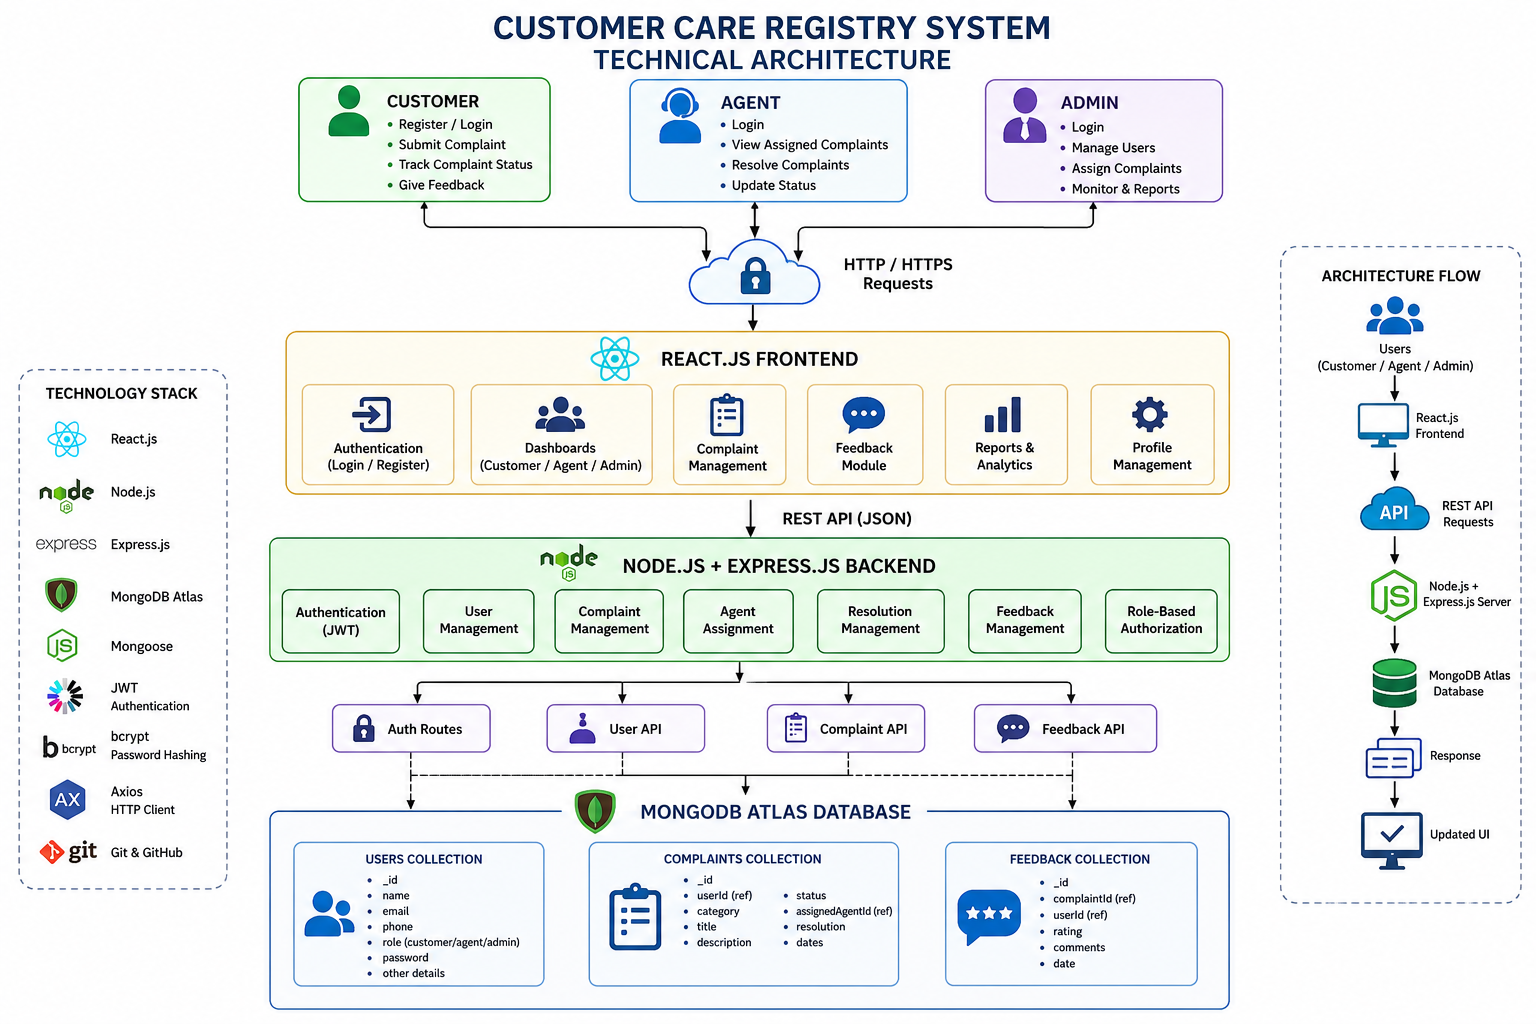 CUSTOMER CARE REGISTRY SYSTEM
TECHNICAL ARCHITECTURE
CUSTOMER
• Register / Login
• Submit Complaint
• Track Complaint Status
• Give Feedback
AGENT
• Login
• View Assigned Complaints
• Resolve Complaints
• Update Status
ADMIN
• Login
• Manage Users
• Assign Complaints
• Monitor & Reports
HTTP / HTTPS
Requests
REACT.JS FRONTEND
Authentication
(Login / Register)
Dashboards
(Customer / Agent / Admin)
Complaint
Management
Feedback
Module
Reports &
Analytics
Profile
Management
REST API (JSON)
node
JS
NODE.JS + EXPRESS.JS BACKEND
Authentication
(JWT)
User
Management
Complaint
Management
Agent
Assignment
Resolution
Management
Feedback
Management
Role-Based
Authorization
Auth Routes
User API
Complaint API
Feedback API
MONGODB ATLAS DATABASE
USERS COLLECTION
• _id
• name
• email
• phone
• role (customer/agent/admin)
• password
• other details
COMPLAINTS COLLECTION
• _id
• userId (ref)
• category
• title
• description
• status
• assignedAgentId (ref)
• resolution
• dates
FEEDBACK COLLECTION
• _id
• complaintId (ref)
• userId (ref)
• rating
• comments
• date
TECHNOLOGY STACK
React.js
node
JS
Node.js
express
Express.js
MongoDB Atlas
JS
Mongoose
JWT
Authentication
b bcrypt
bcrypt
Password Hashing
AX
Axios
HTTP Client
git
Git & GitHub
ARCHITECTURE FLOW
Users
(Customer / Agent / Admin)
React.js
Frontend
API
REST API
Requests
JS
Node.js +
Express.js Server
MongoDB Atlas
Database
Response
Updated UI